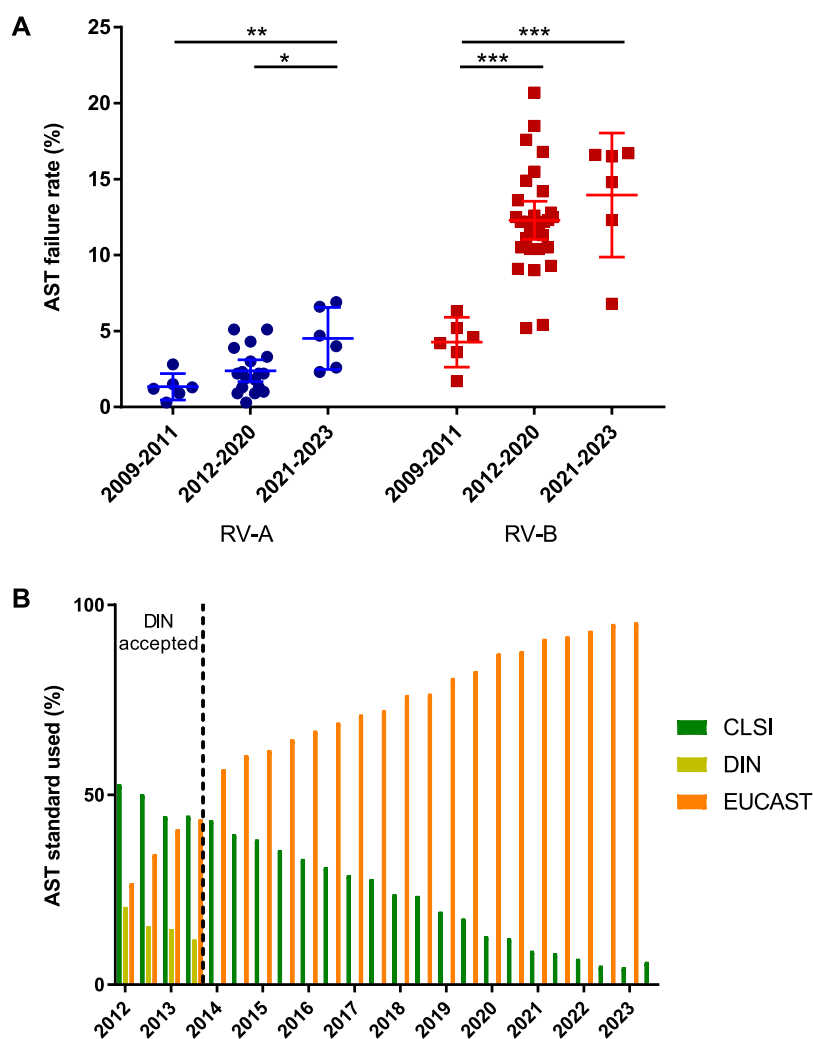 A
AST failure rate (%)
25
20
15
10
5
0
** ***
* ***
2009-2011 2012-2020 2021-2023 2009-2011 2012-2020 2021-2023
RV-A RV-B
B
AST standard used (%)
100
50
0
DIN
accepted
CLSI
DIN
EUCAST
2012 2013 2014 2015 2016 2017 2018 2019 2020 2021 2022 2023